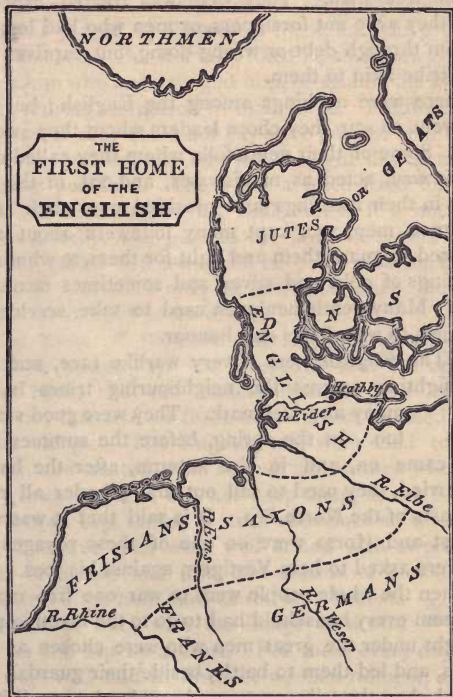 NORTHMEN
THE
FIRST HOME
OF THE
ENGLISH.
JUTES OR GEATS
D N S
ENGLISH
Heathby
R.Eider
R.Elbe
SAXONS
FRISIANS
R.Ems
R.Weser
GERMANS
R.Rhine
FRANKS